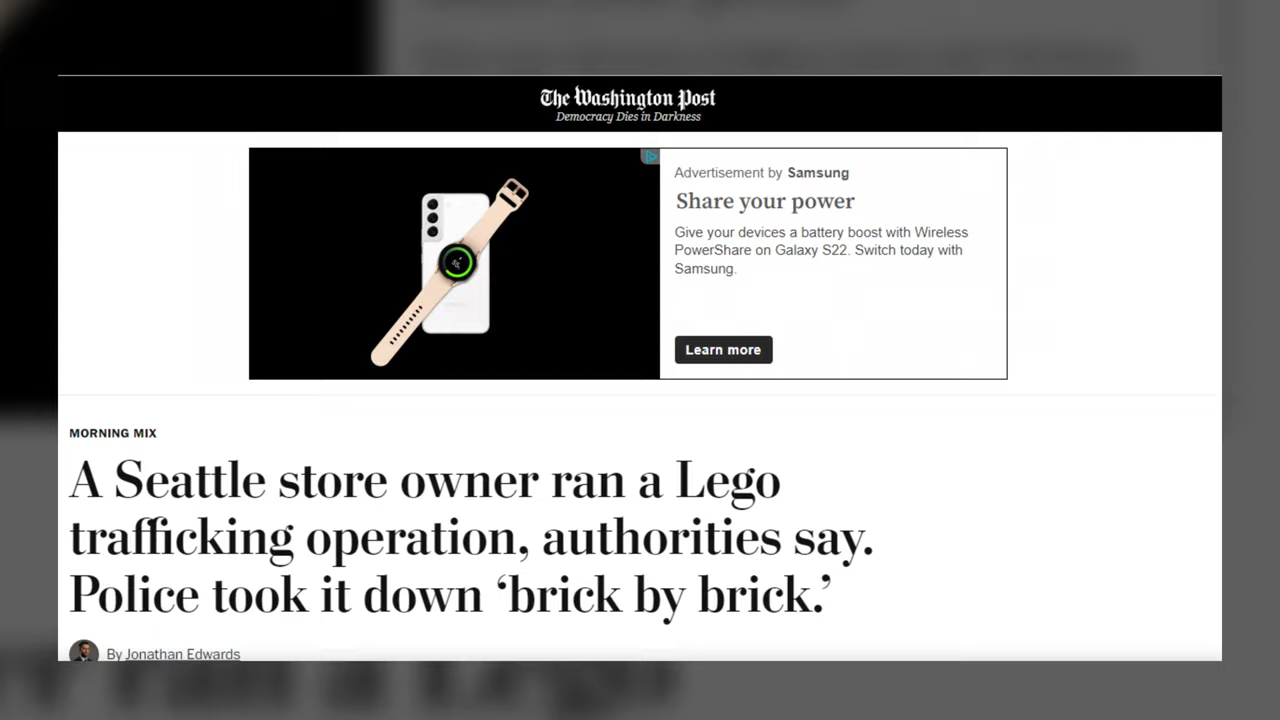 The Washington Post
Democracy Dies in Darkness
Advertisement by Samsung
Share your power
Give your devices a battery boost with Wireless
PowerShare on Galaxy S22. Switch today with
Samsung.
Learn more
MORNING MIX
A Seattle store owner ran a Lego
trafficking operation, authorities say.
Police took it down ‘brick by brick.’
By Jonathan Edwards